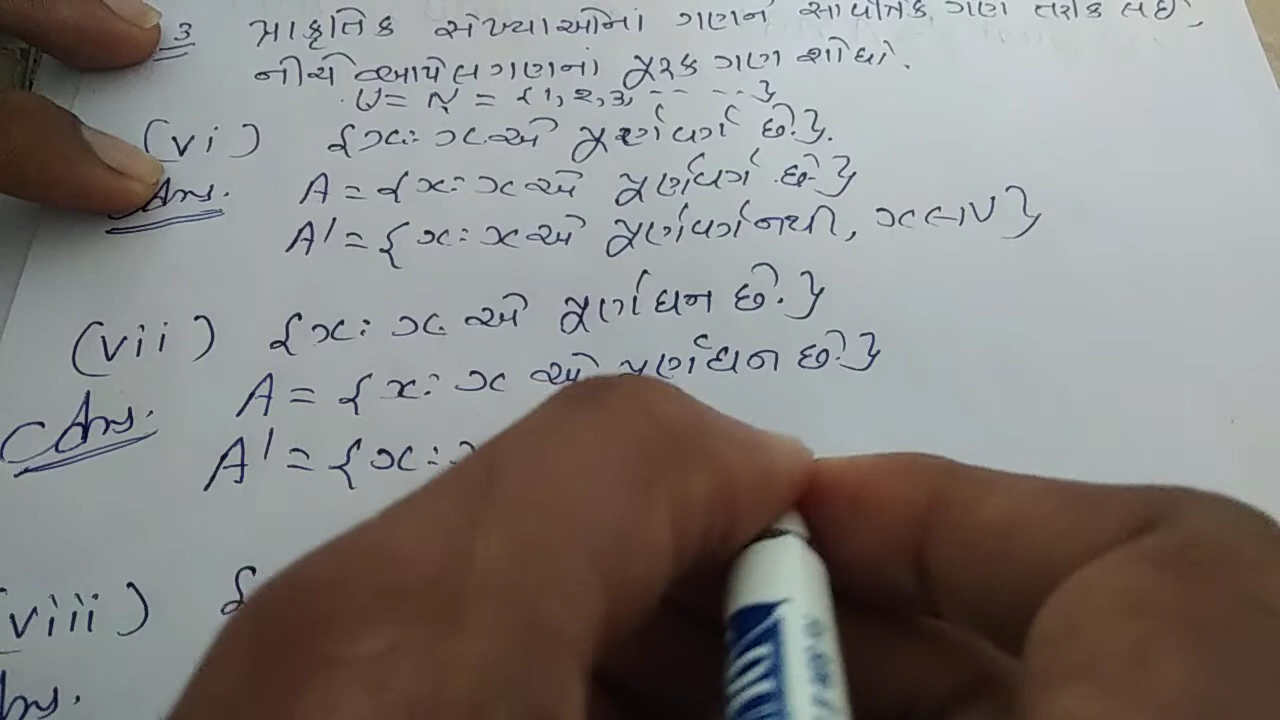 3 પ્રાકૃતિક સંખ્યાઓના ગણને સાર્વત્રિક ગણ તરીકે લઈ,
નીચે આપેલ ગણના પૂરક ગણ શોધો.
U = N = {1, 2, 3, - - - - -}
(vi) {x : x એ પૂર્ણવર્ગ છે.}.
Ans. A = {x : x એ પૂર્ણવર્ગ છે}
A' = {x : x એ પૂર્ણવર્ગ નથી, x ∈ N}
(vii) {x : x એ પૂર્ણઘન છે.}
Ans. A = {x : x એ પૂર્ણઘન છે.}
A' = {x :
(viii) {
Ans.